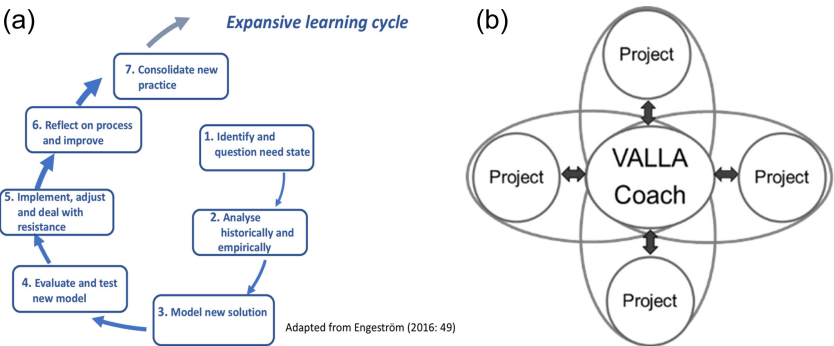 (a)
Expansive learning cycle
7. Consolidate new
practice
6. Reflect on process
and improve
1. Identify and
question need state
5. Implement, adjust
and deal with
resistance
2. Analyse
historically and
empirically
4. Evaluate and test
new model
3. Model new solution
Adapted from Engeström (2016: 49)
(b)
Project
Project
VALLA
Coach
Project
Project